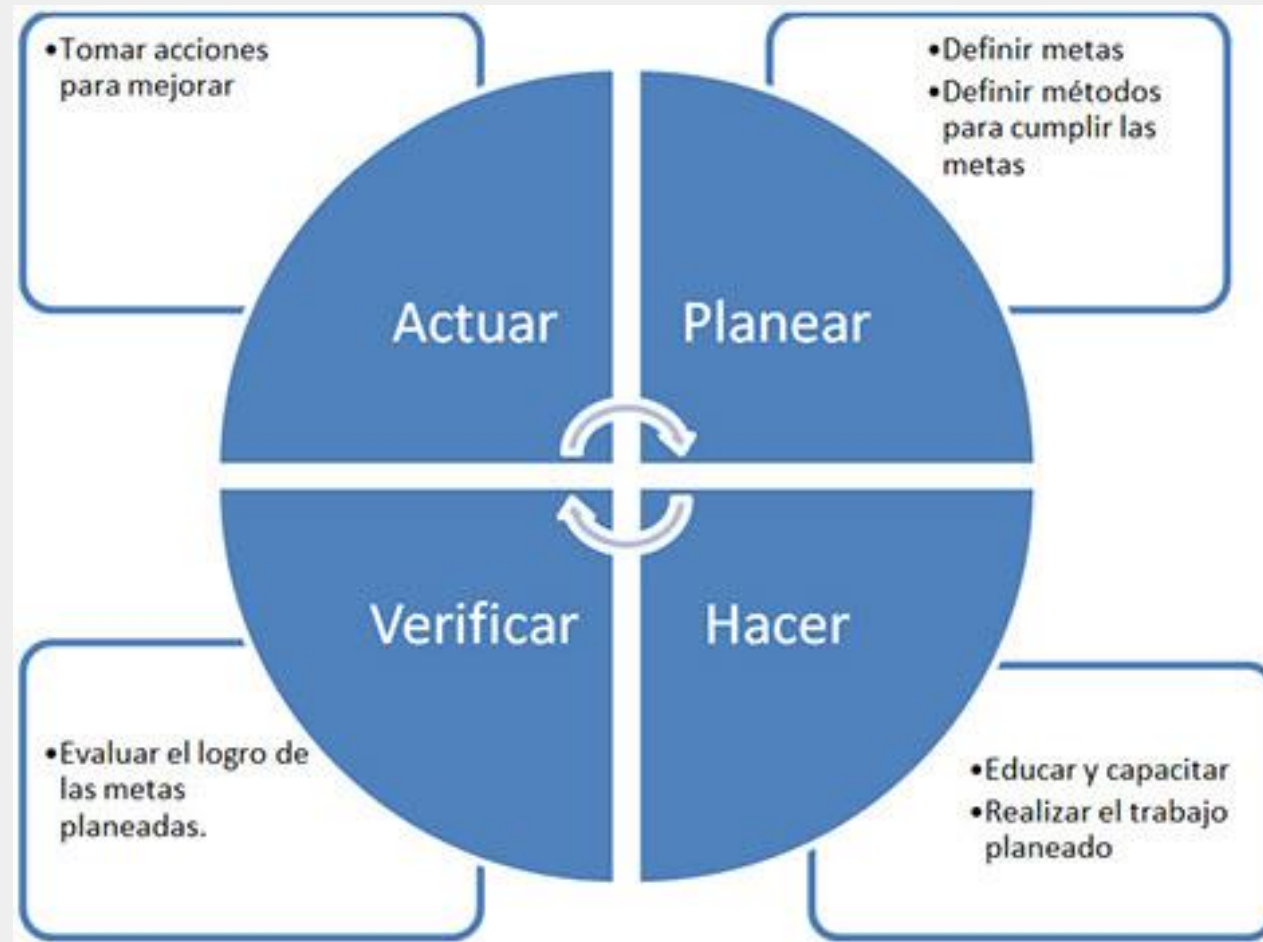 •Tomar acciones
para mejorar
•Definir metas
•Definir métodos
para cumplir las
metas
Actuar
Planear
Verificar
Hacer
•Evaluar el logro de
las metas
planeadas.
•Educar y capacitar
•Realizar el trabajo
planeado